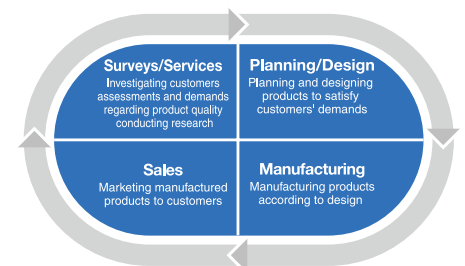 Surveys/Services
Investigating customers
assessments and demands
regarding product quality
conducting research
Planning/Design
Planning and designing
products to satisfy
customers' demands
Sales
Marketing manufactured
products to customers
Manufacturing
Manufacturing products
according to design